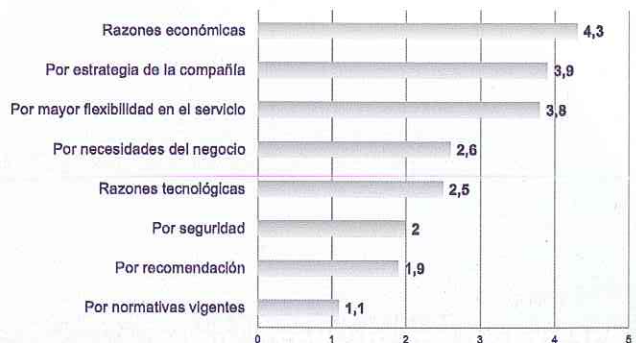 Razones económicas 4,3
Por estrategia de la compañía 3,9
Por mayor flexibilidad en el servicio 3,8
Por necesidades del negocio 2,6
Razones tecnológicas 2,5
Por seguridad 2
Por recomendación 1,9
Por normativas vigentes 1,1
0 1 2 3 4 5